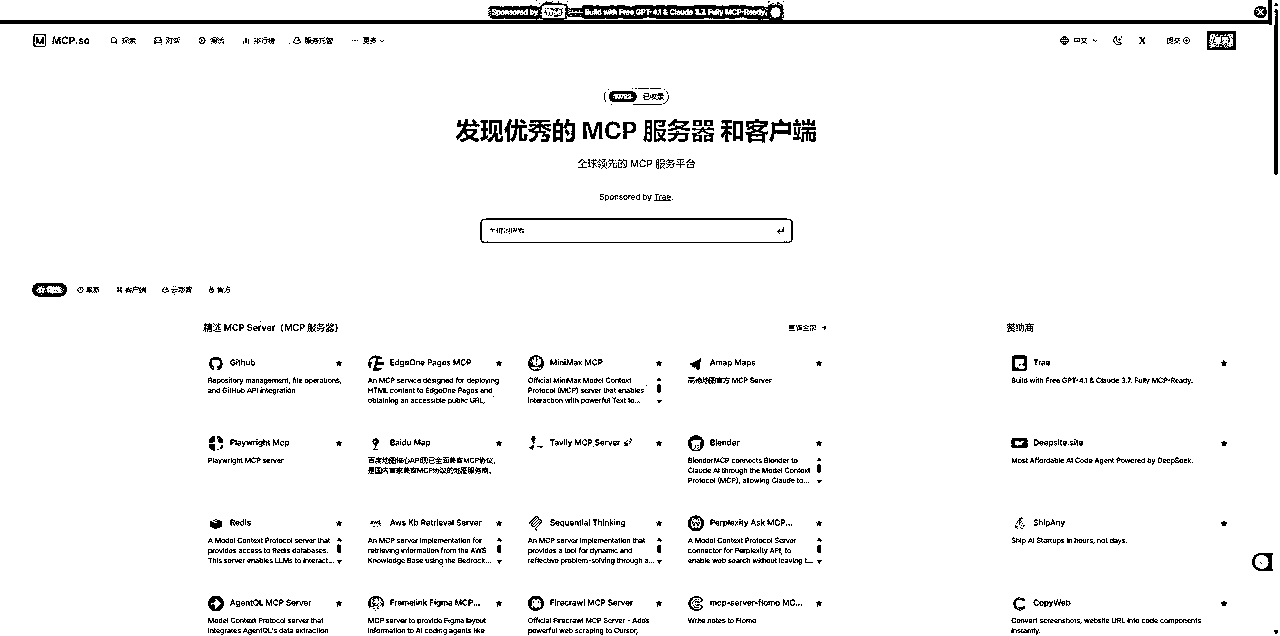 Sponsored by — Build with Free GPT-4.1 & Claude 3.7. Fully MCP-Ready.
MCP.so 探索 服务托管 更多
中文 X 提交
已收录
发现优秀的 MCP 服务器 和客户端
全球领先的 MCP 服务平台
Sponsored by Trae.
客户端 云部署 官方
精选 MCP Server（MCP 服务器） 查看全部 → 赞助商
Github ★ EdgeOne Pages MCP ★ MiniMax MCP ★ Amap Maps ★ Trae ★
Repository management, file operations, and GitHub API integration
An MCP service designed for deploying HTML content to EdgeOne Pages and obtaining an accessible public URL.
Official MiniMax Model Context Protocol (MCP) server that enables interaction with powerful Text to...
高德地图官方 MCP Server
Build with Free GPT-4.1 & Claude 3.7. Fully MCP-Ready.
Playwright Mcp ★ Baidu Map ★ Tavily MCP Server ★ Blender ★ Deepsite.site ★
Playwright MCP server
百度地图核心API现已全面兼容MCP协议，是国内首家兼容MCP协议的地图服务商。
BlenderMCP connects Blender to Claude AI through the Model Context Protocol (MCP), allowing Claude to...
Most Affordable AI Code Agent Powered by DeepSeek.
Redis ★ Aws Kb Retrieval Server ★ Sequential Thinking ★ Perplexity Ask MCP... ★ ShipAny ★
A Model Context Protocol server that provides access to Redis databases. This server enables LLMs to interact...
An MCP server implementation for retrieving information from the AWS Knowledge Base using the Bedrock...
An MCP server implementation that provides a tool for dynamic and reflective problem-solving through a...
A Model Context Protocol Server connector for Perplexity API, to enable web search without leaving t...
Ship AI Startups in hours, not days.
AgentQL MCP Server ★ Framelink Figma MCP... ★ Firecrawl MCP Server ★ mcp-server-flomo MC... ★ CopyWeb ★
Model Context Protocol server that integrates AgentQL's data extraction
MCP server to provide Figma layout information to AI coding agents like
Official Firecrawl MCP Server - Adds powerful web scraping to Cursor,
Write notes to Flomo
Convert screenshots, website URL into code components instantly.